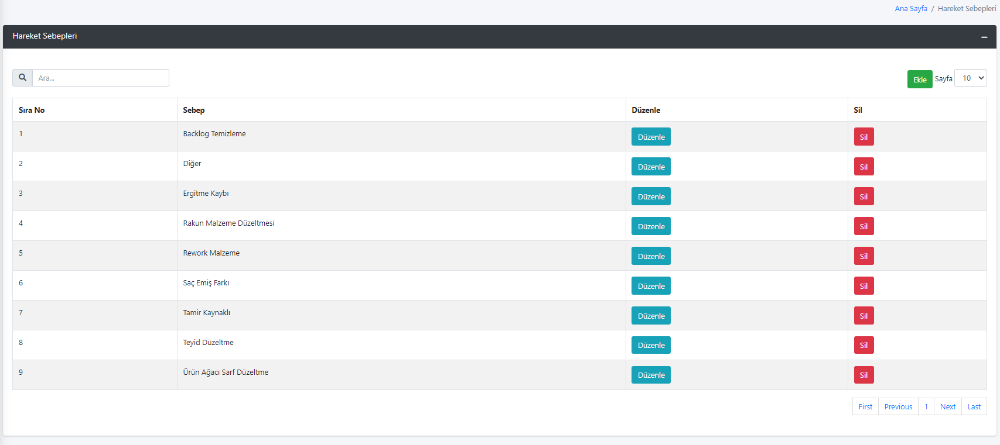 Ana Sayfa / Hareket Sebepleri
Hareket Sebepleri
Ara...
Ekle Sayfa 10
Sıra No Sebep Düzenle Sil
1 Backlog Temizleme Düzenle Sil
2 Diğer Düzenle Sil
3 Ergitme Kaybı Düzenle Sil
4 Rakun Malzeme Düzeltmesi Düzenle Sil
5 Rework Malzeme Düzenle Sil
6 Saç Emiş Farkı Düzenle Sil
7 Tamir Kaynaklı Düzenle Sil
8 Teyid Düzeltme Düzenle Sil
9 Ürün Ağacı Sarf Düzeltme Düzenle Sil
First Previous 1 Next Last